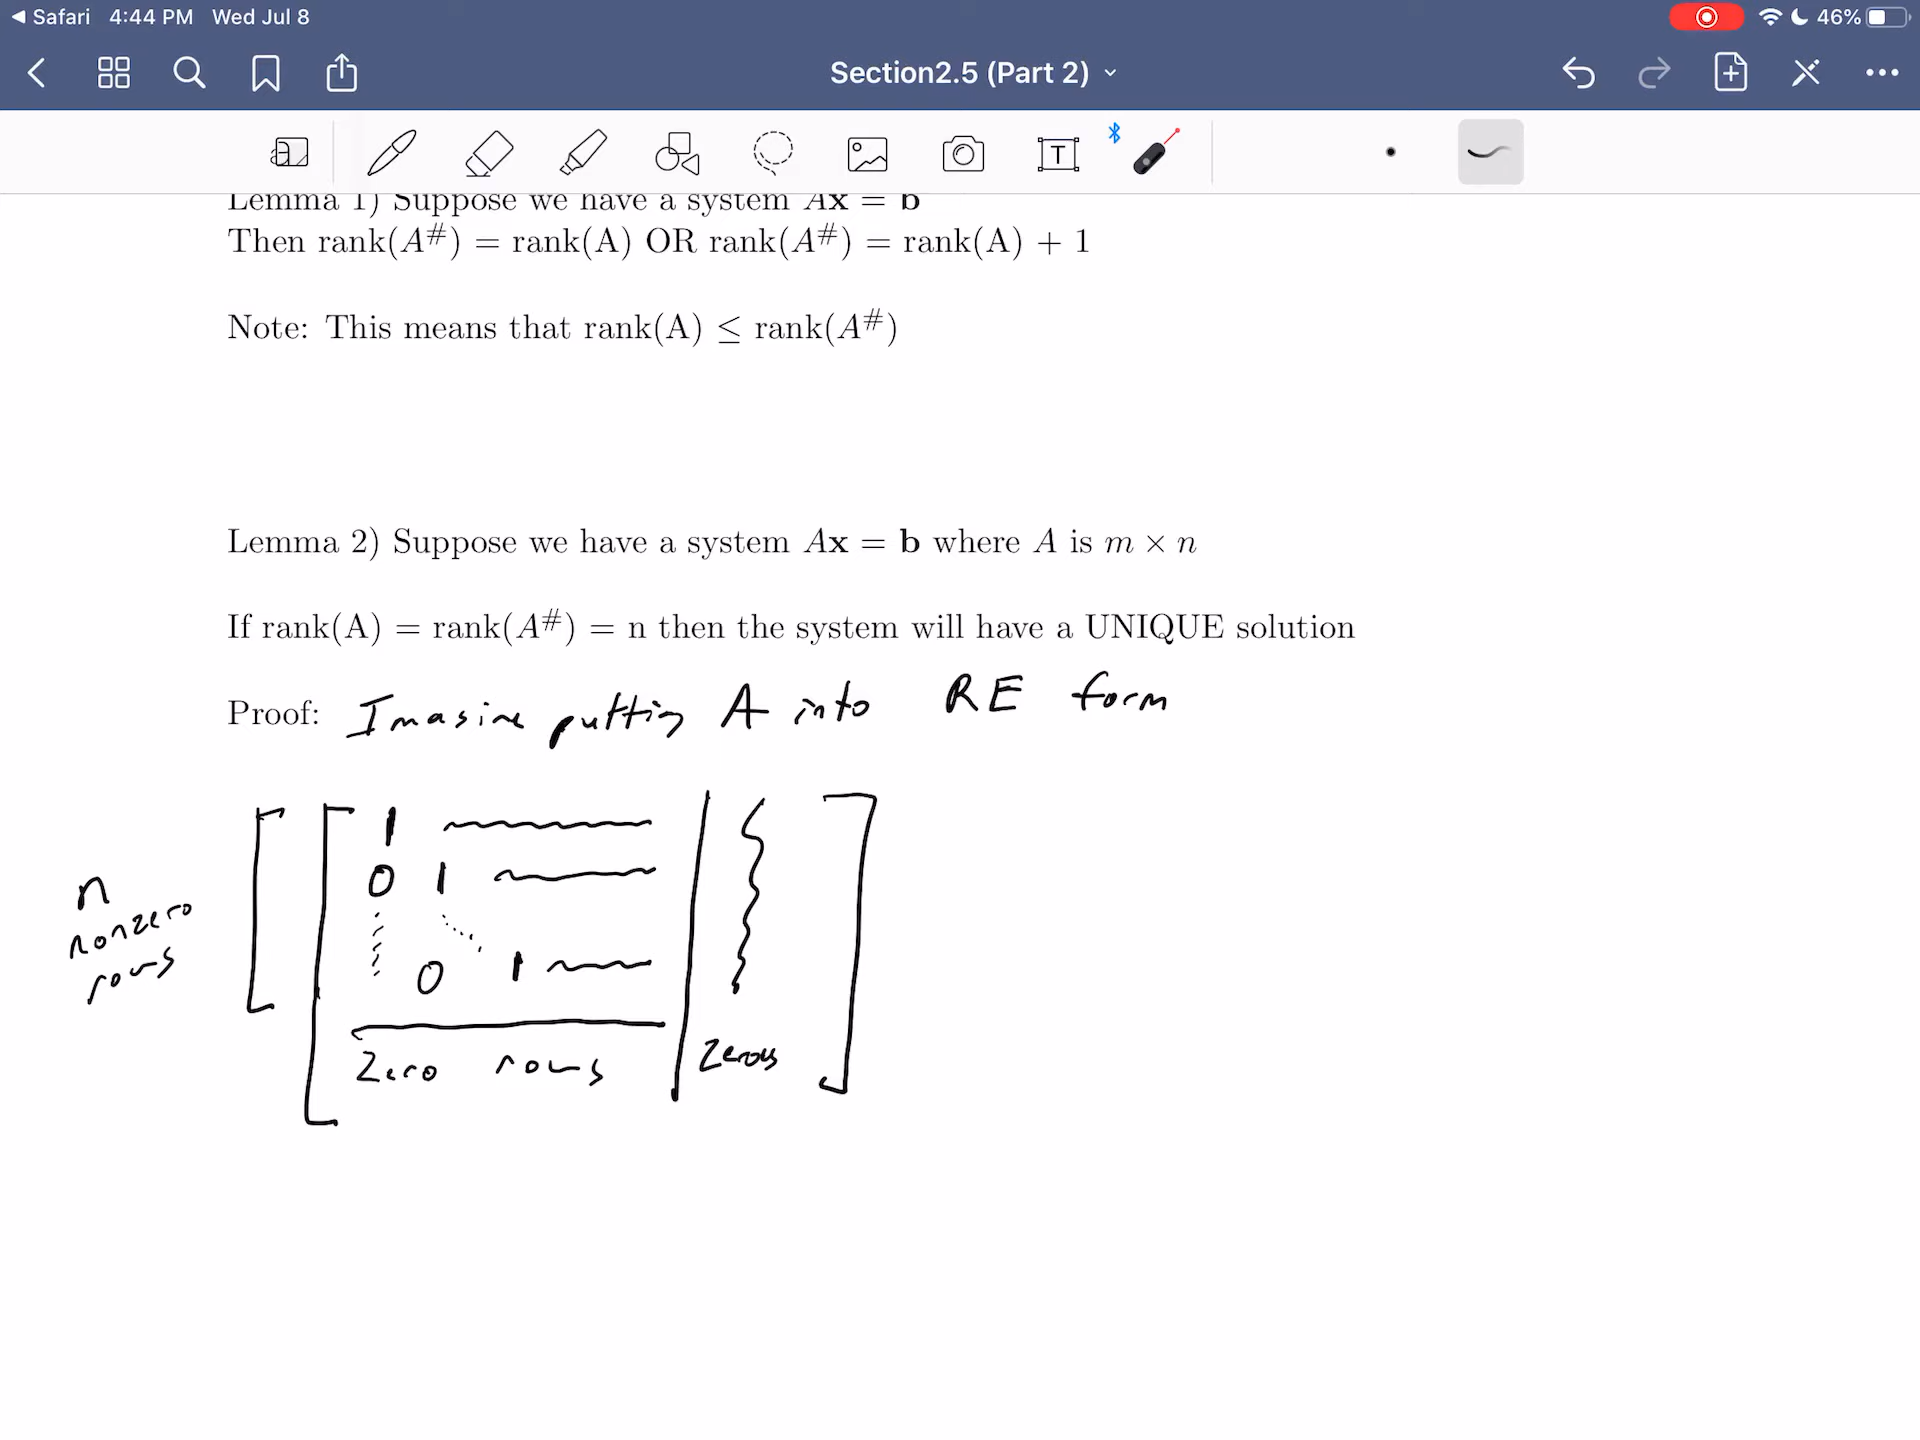 Safari 4:44 PM Wed Jul 8 46%
Section2.5 (Part 2)
T
Lemma 1) Suppose we have a system Ax = b
Then rank(A#) = rank(A) OR rank(A#) = rank(A) + 1
Note: This means that rank(A) ≤ rank(A#)
Lemma 2) Suppose we have a system Ax = b where A is m × n
If rank(A) = rank(A#) = n then the system will have a UNIQUE solution
Proof: Imagine putting A into RE form
1
0 1
0 1
n
nonzero
rows
Zero rows
Zeros